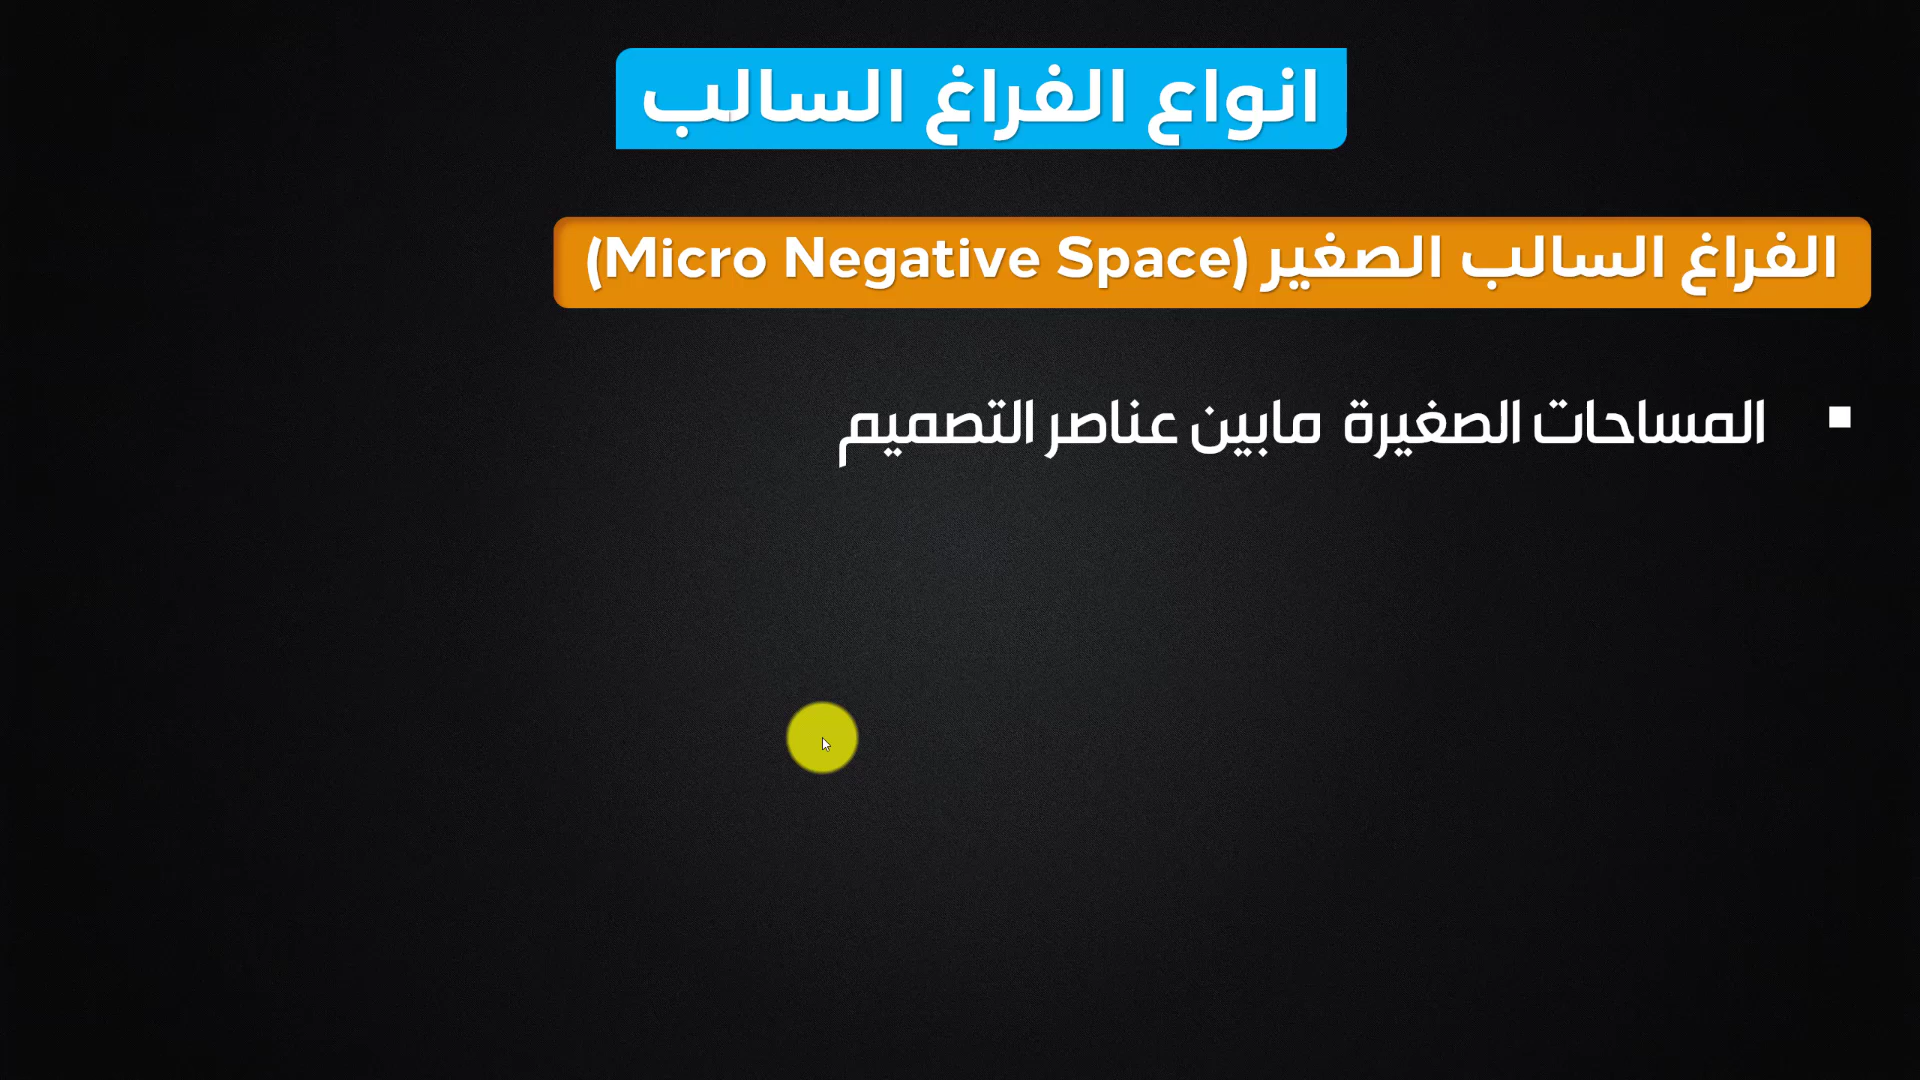 انواع الفراغ السالب
الفراغ السالب الصغير (Micro Negative Space)
▪ المساحات الصغيرة مابين عناصر التصميم